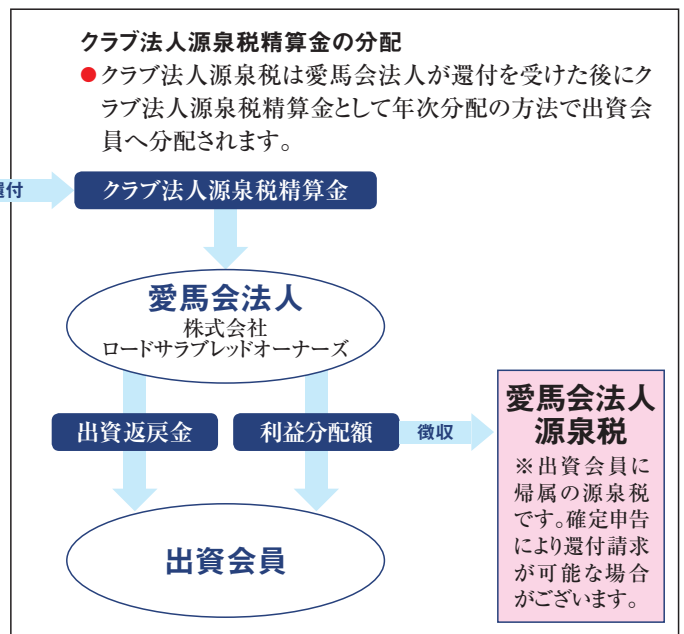 クラブ法人源泉税精算金の分配
●クラブ法人源泉税は愛馬会法人が還付を受けた後にク
ラブ法人源泉税精算金として年次分配の方法で出資会
員へ分配されます。
還付
クラブ法人源泉税精算金
愛馬会法人
株式会社
ロードサラブレッドオーナーズ
出資返戻金
利益分配額
徴収
愛馬会法人
源泉税
※出資会員に
帰属の源泉税
です。確定申告
により還付請求
が可能な場合
がございます。
出資会員